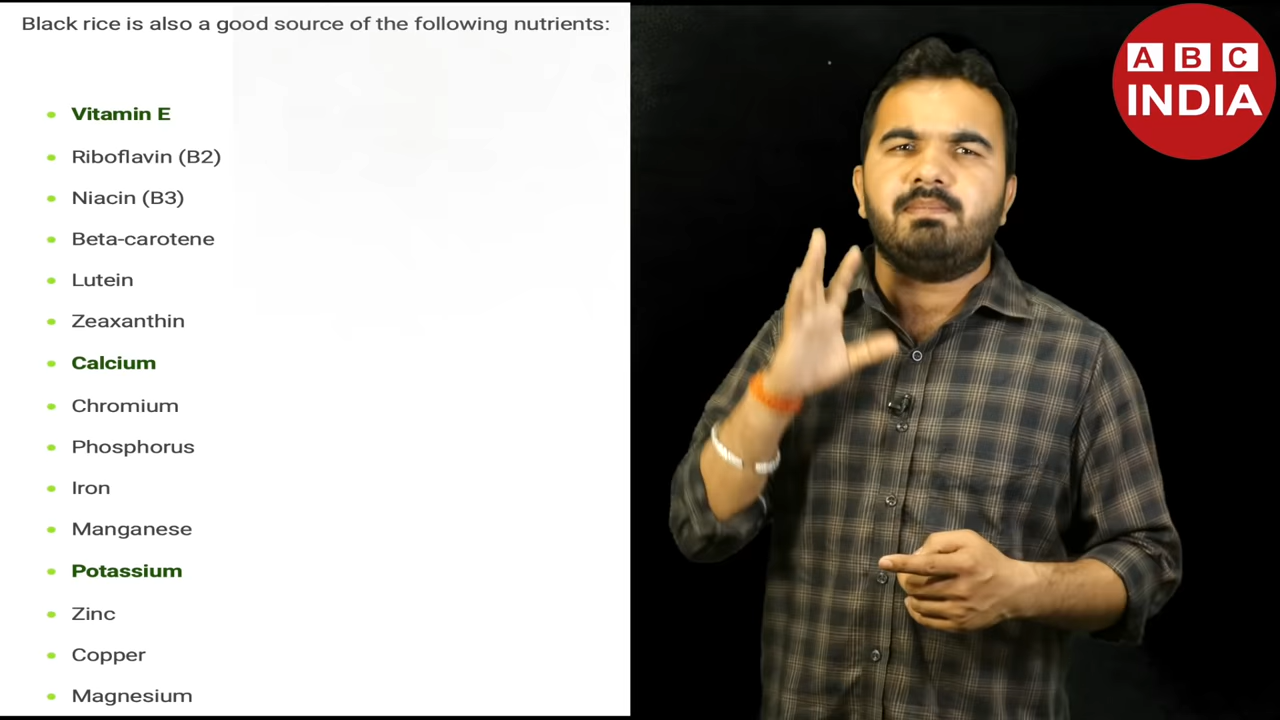 Black rice is also a good source of the following nutrients:
Vitamin E
Riboflavin (B2)
Niacin (B3)
Beta-carotene
Lutein
Zeaxanthin
Calcium
Chromium
Phosphorus
Iron
Manganese
Potassium
Zinc
Copper
Magnesium
A B C
INDIA